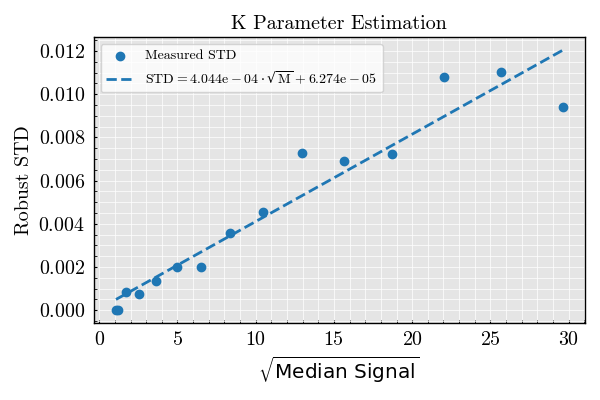 K Parameter Estimation
Measured STD
STD = 4.044e − 04 · √M + 6.274e − 05
Robust STD
0.012
0.010
0.008
0.006
0.004
0.002
0.000
0 5 10 15 20 25 30
√Median Signal